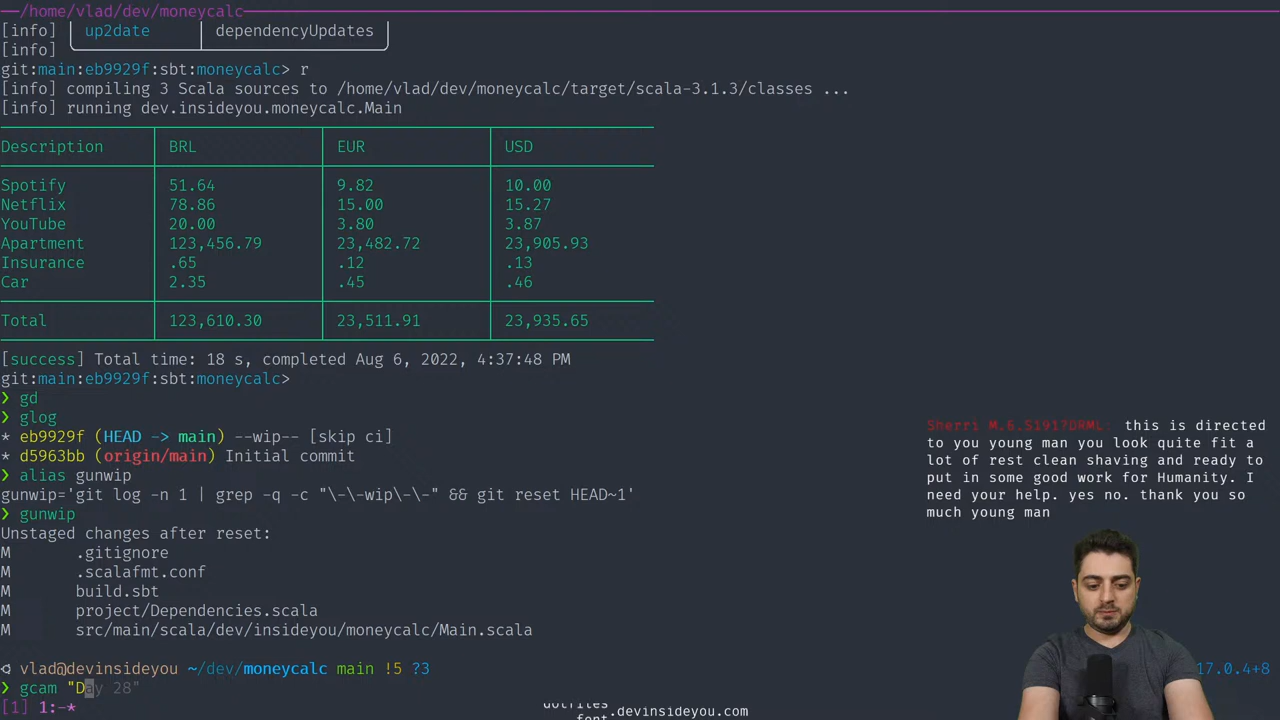 /home/vlad/dev/moneycalc
[info] up2date dependencyUpdates
[info]
git:main:eb9929f:sbt:moneycalc> r
[info] compiling 3 Scala sources to /home/vlad/dev/moneycalc/target/scala-3.1.3/classes ...
[info] running dev.insideyou.moneycalc.Main
Description BRL EUR USD
Spotify 51.64 9.82 10.00
Netflix 78.86 15.00 15.27
YouTube 20.00 3.80 3.87
Apartment 123,456.79 23,482.72 23,905.93
Insurance .65 .12 .13
Car 2.35 .45 .46
Total 123,610.30 23,511.91 23,935.65
[success] Total time: 18 s, completed Aug 6, 2022, 4:37:48 PM
git:main:eb9929f:sbt:moneycalc>
❯ gd
❯ glog
* eb9929f (HEAD -> main) --wip-- [skip ci]
* d5963bb (origin/main) Initial commit
❯ alias gunwip
gunwip='git log -n 1 | grep -q -c "\-\-wip\-\-" && git reset HEAD~1'
❯ gunwip
Unstaged changes after reset:
M .gitignore
M .scalafmt.conf
M build.sbt
M project/Dependencies.scala
M src/main/scala/dev/insideyou/moneycalc/Main.scala
vlad@devinsideyou ~/dev/moneycalc main !5 ?3 17.0.4+8
❯ gcam "Day 28"
[1] 1:-*
Sherri M.6.5191?DRML: this is directed
to you young man you look quite fit a
lot of rest clean shaving and ready to
put in some good work for Humanity. I
need your help. yes no. thank you so
much young man
dotfiles
font.devinsideyou.com